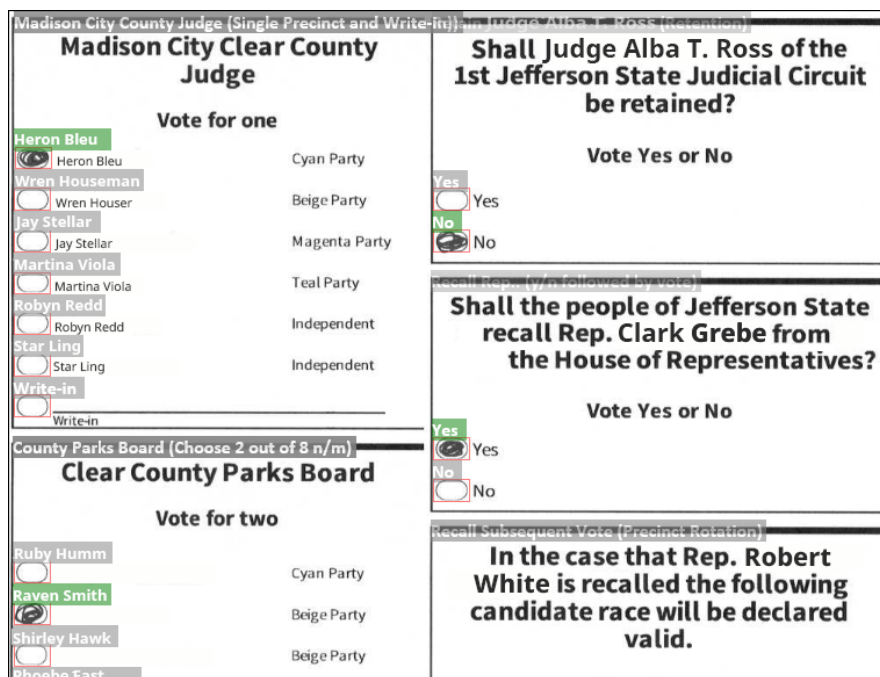 Madison City County Judge (Single Precinct and Write-in)
Madison City Clear County
Judge
Vote for one
Heron Bleu
Heron Bleu Cyan Party
Wren Houseman
Wren Houser Beige Party
Jay Stellar
Jay Stellar Magenta Party
Martina Viola
Martina Viola Teal Party
Robyn Redd
Robyn Redd Independent
Star Ling
Star Ling Independent
Write-in
Write-in
County Parks Board (Choose 2 out of 8 n/m)
Clear County Parks Board
Vote for two
Ruby Humm
Cyan Party
Raven Smith
Beige Party
Shirley Hawk
Beige Party
Phoebe East
Judge Alba T. Ross (Retention)
Shall Judge Alba T. Ross of the
1st Jefferson State Judicial Circuit
be retained?
Vote Yes or No
Yes
Yes
No
No
Recall Rep.. (y/n followed by vote)
Shall the people of Jefferson State
recall Rep. Clark Grebe from
the House of Representatives?
Vote Yes or No
Yes
Yes
No
No
Recall Subsequent Vote (Precinct Rotation)
In the case that Rep. Robert
White is recalled the following
candidate race will be declared
valid.